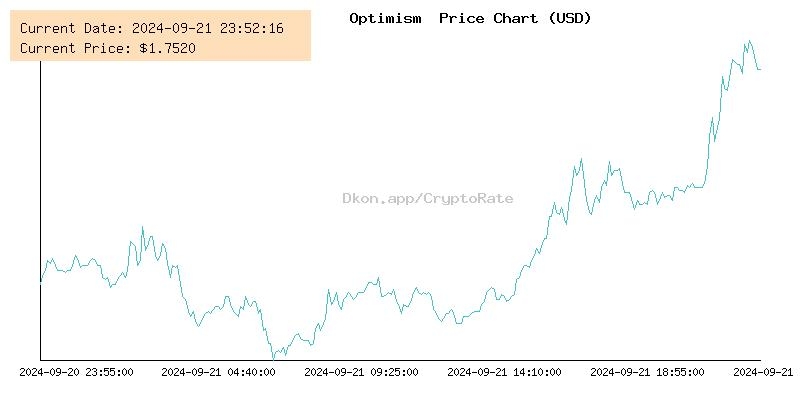 Optimism  Price Chart (USD)
Current Date: 2024-09-21 23:52:16
Current Price: $1.7520
Dkon.app/CryptoRate
2024-09-20 23:55:00 2024-09-21 04:40:00 2024-09-21 09:25:00 2024-09-21 14:10:00 2024-09-21 18:55:00 2024-09-21